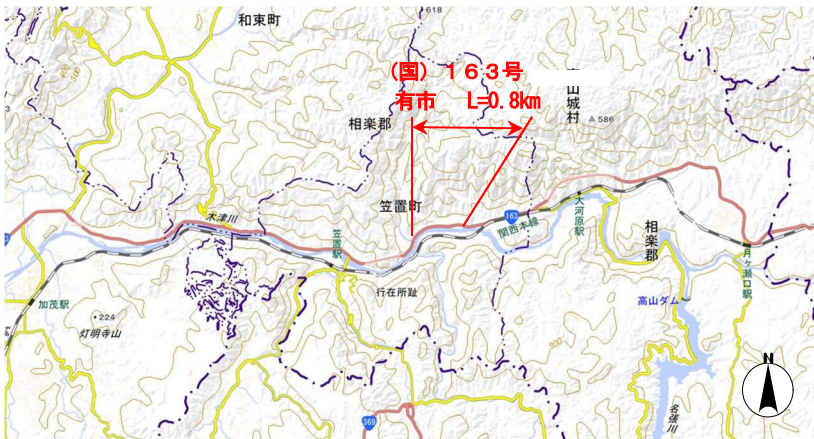 618
和束町
(国) 163号
有市 L=0.8km
山城村
586
相楽郡
笠置町
木津川
163
関西本線
大河原駅
笠置駅
相楽郡
月ヶ瀬口駅
行在所趾
加茂駅
高山ダム
224
灯明寺山
N
369
名張川